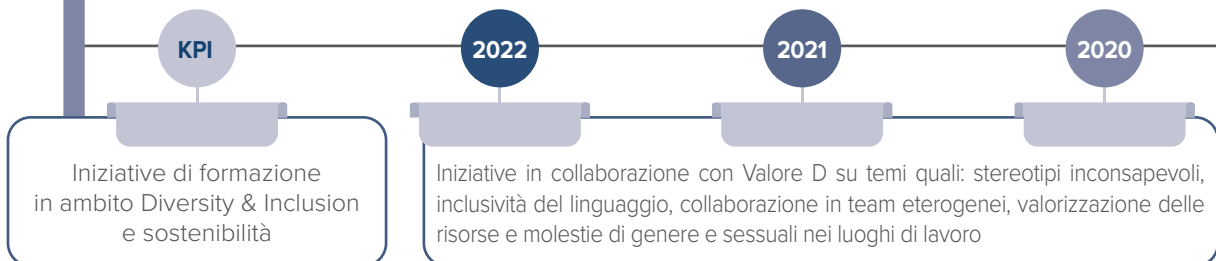 KPI
2022
2021
2020
Iniziative di formazione
in ambito Diversity & Inclusion
e sostenibilità
Iniziative in collaborazione con Valore D su temi quali: stereotipi inconsapevoli,
inclusività del linguaggio, collaborazione in team eterogenei, valorizzazione delle
risorse e molestie di genere e sessuali nei luoghi di lavoro